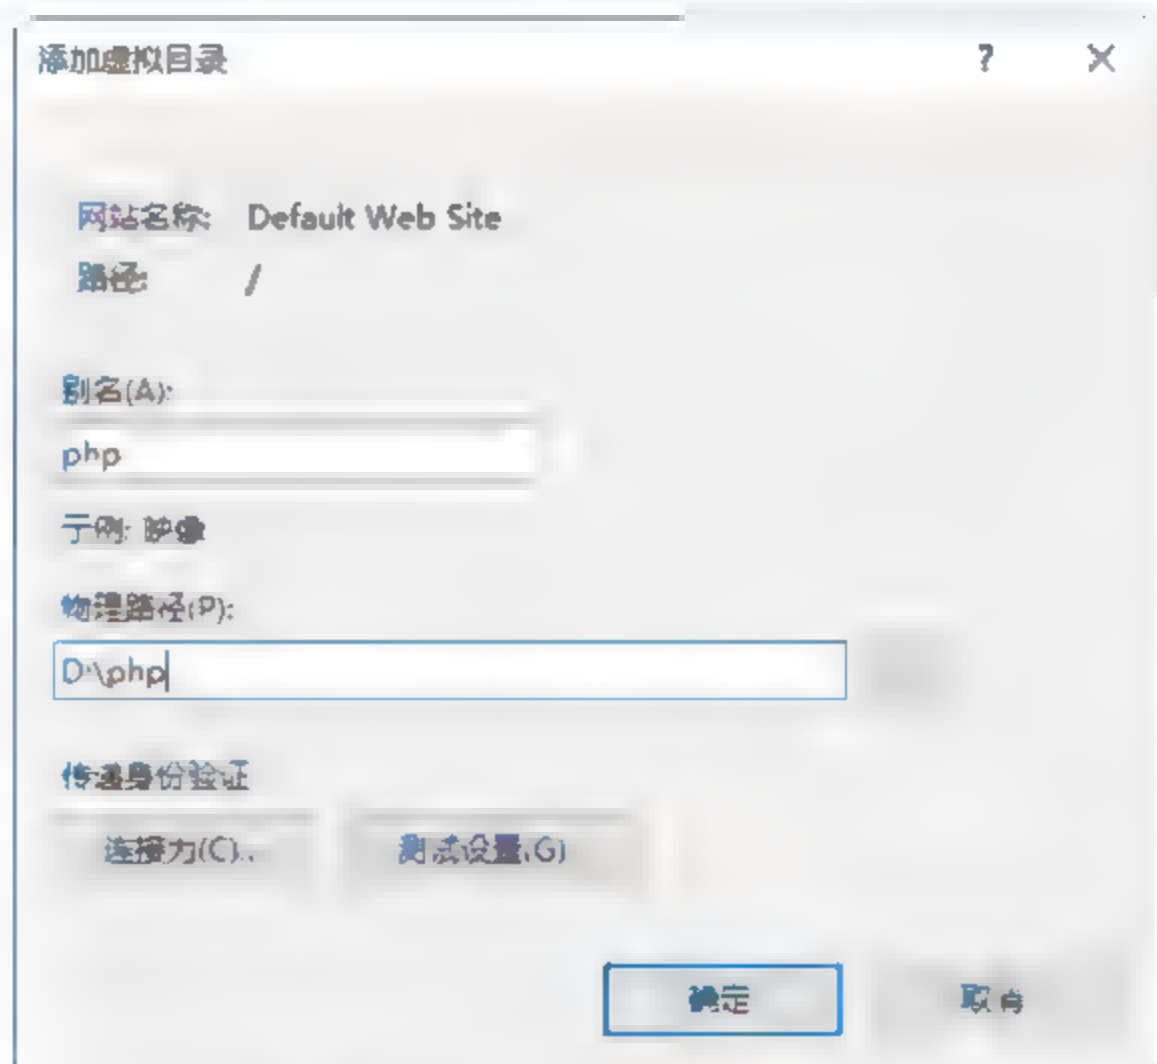 添加虚拟目录 ? ×
网站名称: Default Web Site
路径: /
别名(A):
php
示例: 映像
物理路径(P):
D:\php
传递身份验证
连接为(C)...
测试设置(G)
确定
取消